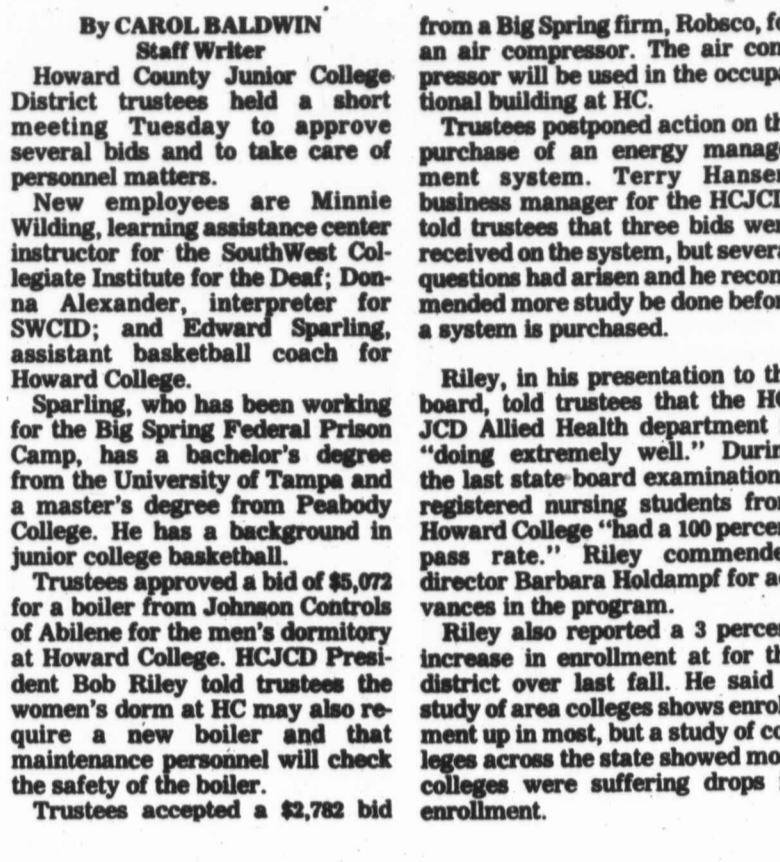 By CAROL BALDWIN
Staff Writer
Howard County Junior College
District trustees held a short
meeting Tuesday to approve
several bids and to take care of
personnel matters.
New employees are Minnie
Wilding, learning assistance center
instructor for the SouthWest Col-
legiate Institute for the Deaf; Don-
na Alexander, interpreter for
SWCID; and Edward Sparling,
assistant basketball coach for
Howard College.
Sparling, who has been working
for the Big Spring Federal Prison
Camp, has a bachelor's degree
from the University of Tampa and
a master's degree from Peabody
College. He has a background in
junior college basketball.
Trustees approved a bid of $5,072
for a boiler from Johnson Controls
of Abilene for the men's dormitory
at Howard College. HCJCD Presi-
dent Bob Riley told trustees the
women's dorm at HC may also re-
quire a new boiler and that
maintenance personnel will check
the safety of the boiler.
Trustees accepted a $2,782 bid
from a Big Spring firm, Robsco, f
an air compressor. The air com
pressor will be used in the occupa
tional building at HC.
Trustees postponed action on th
purchase of an energy manage
ment system. Terry Hansen
business manager for the HCJCD
told trustees that three bids wer
received on the system, but severa
questions had arisen and he recom
mended more study be done befor
a system is purchased.
Riley, in his presentation to th
board, told trustees that the HC
JCD Allied Health department
"doing extremely well." Durin
the last state board examination
registered nursing students from
Howard College "had a 100 percen
pass rate." Riley commende
director Barbara Holdampf for a
vances in the program.
Riley also reported a 3 percen
increase in enrollment at for th
district over last fall. He said
study of area colleges shows enrol
ment up in most, but a study of co
leges across the state showed mo
colleges were suffering drops
enrollment.